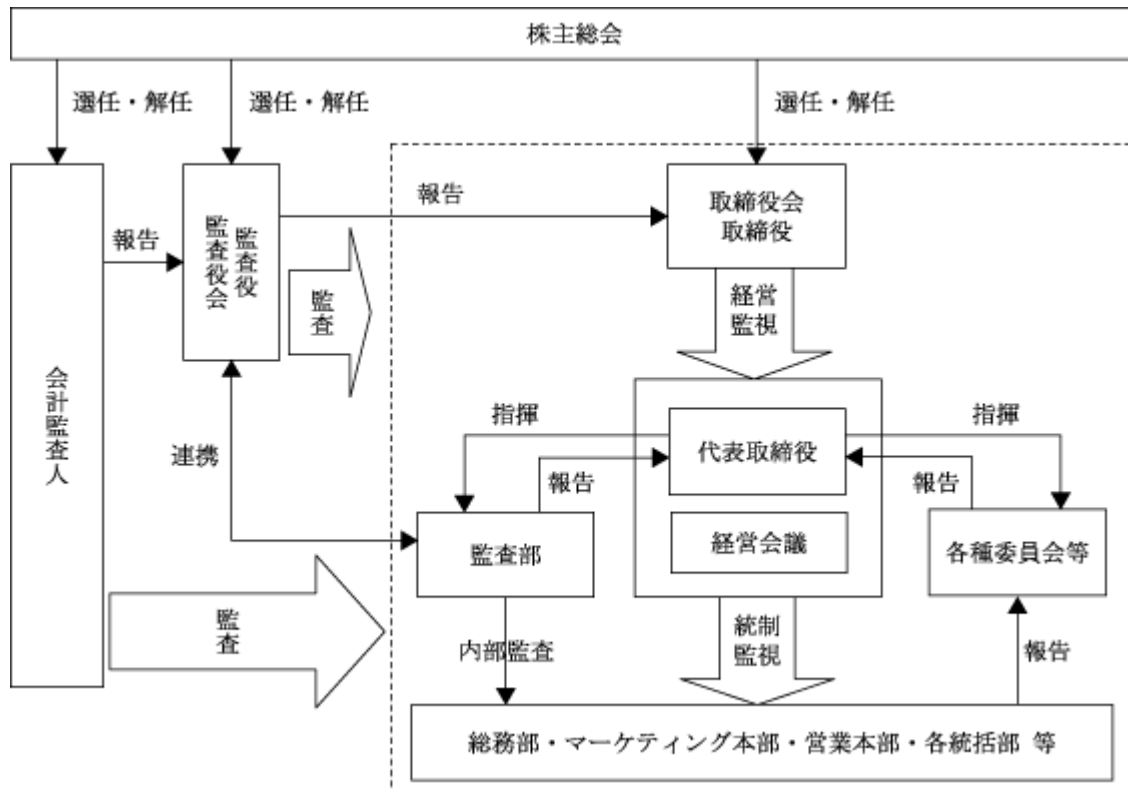 株主総会
選任・解任
選任・解任
選任・解任
報告
取締役会
取締役
報告
監査役
監査役会
監査
経営
監視
会計監査人
指揮
指揮
代表取締役
連携
報告
報告
経営会議
監査部
各種委員会等
監査
統制
監視
内部監査
報告
総務部・マーケティング本部・営業本部・各統括部 等